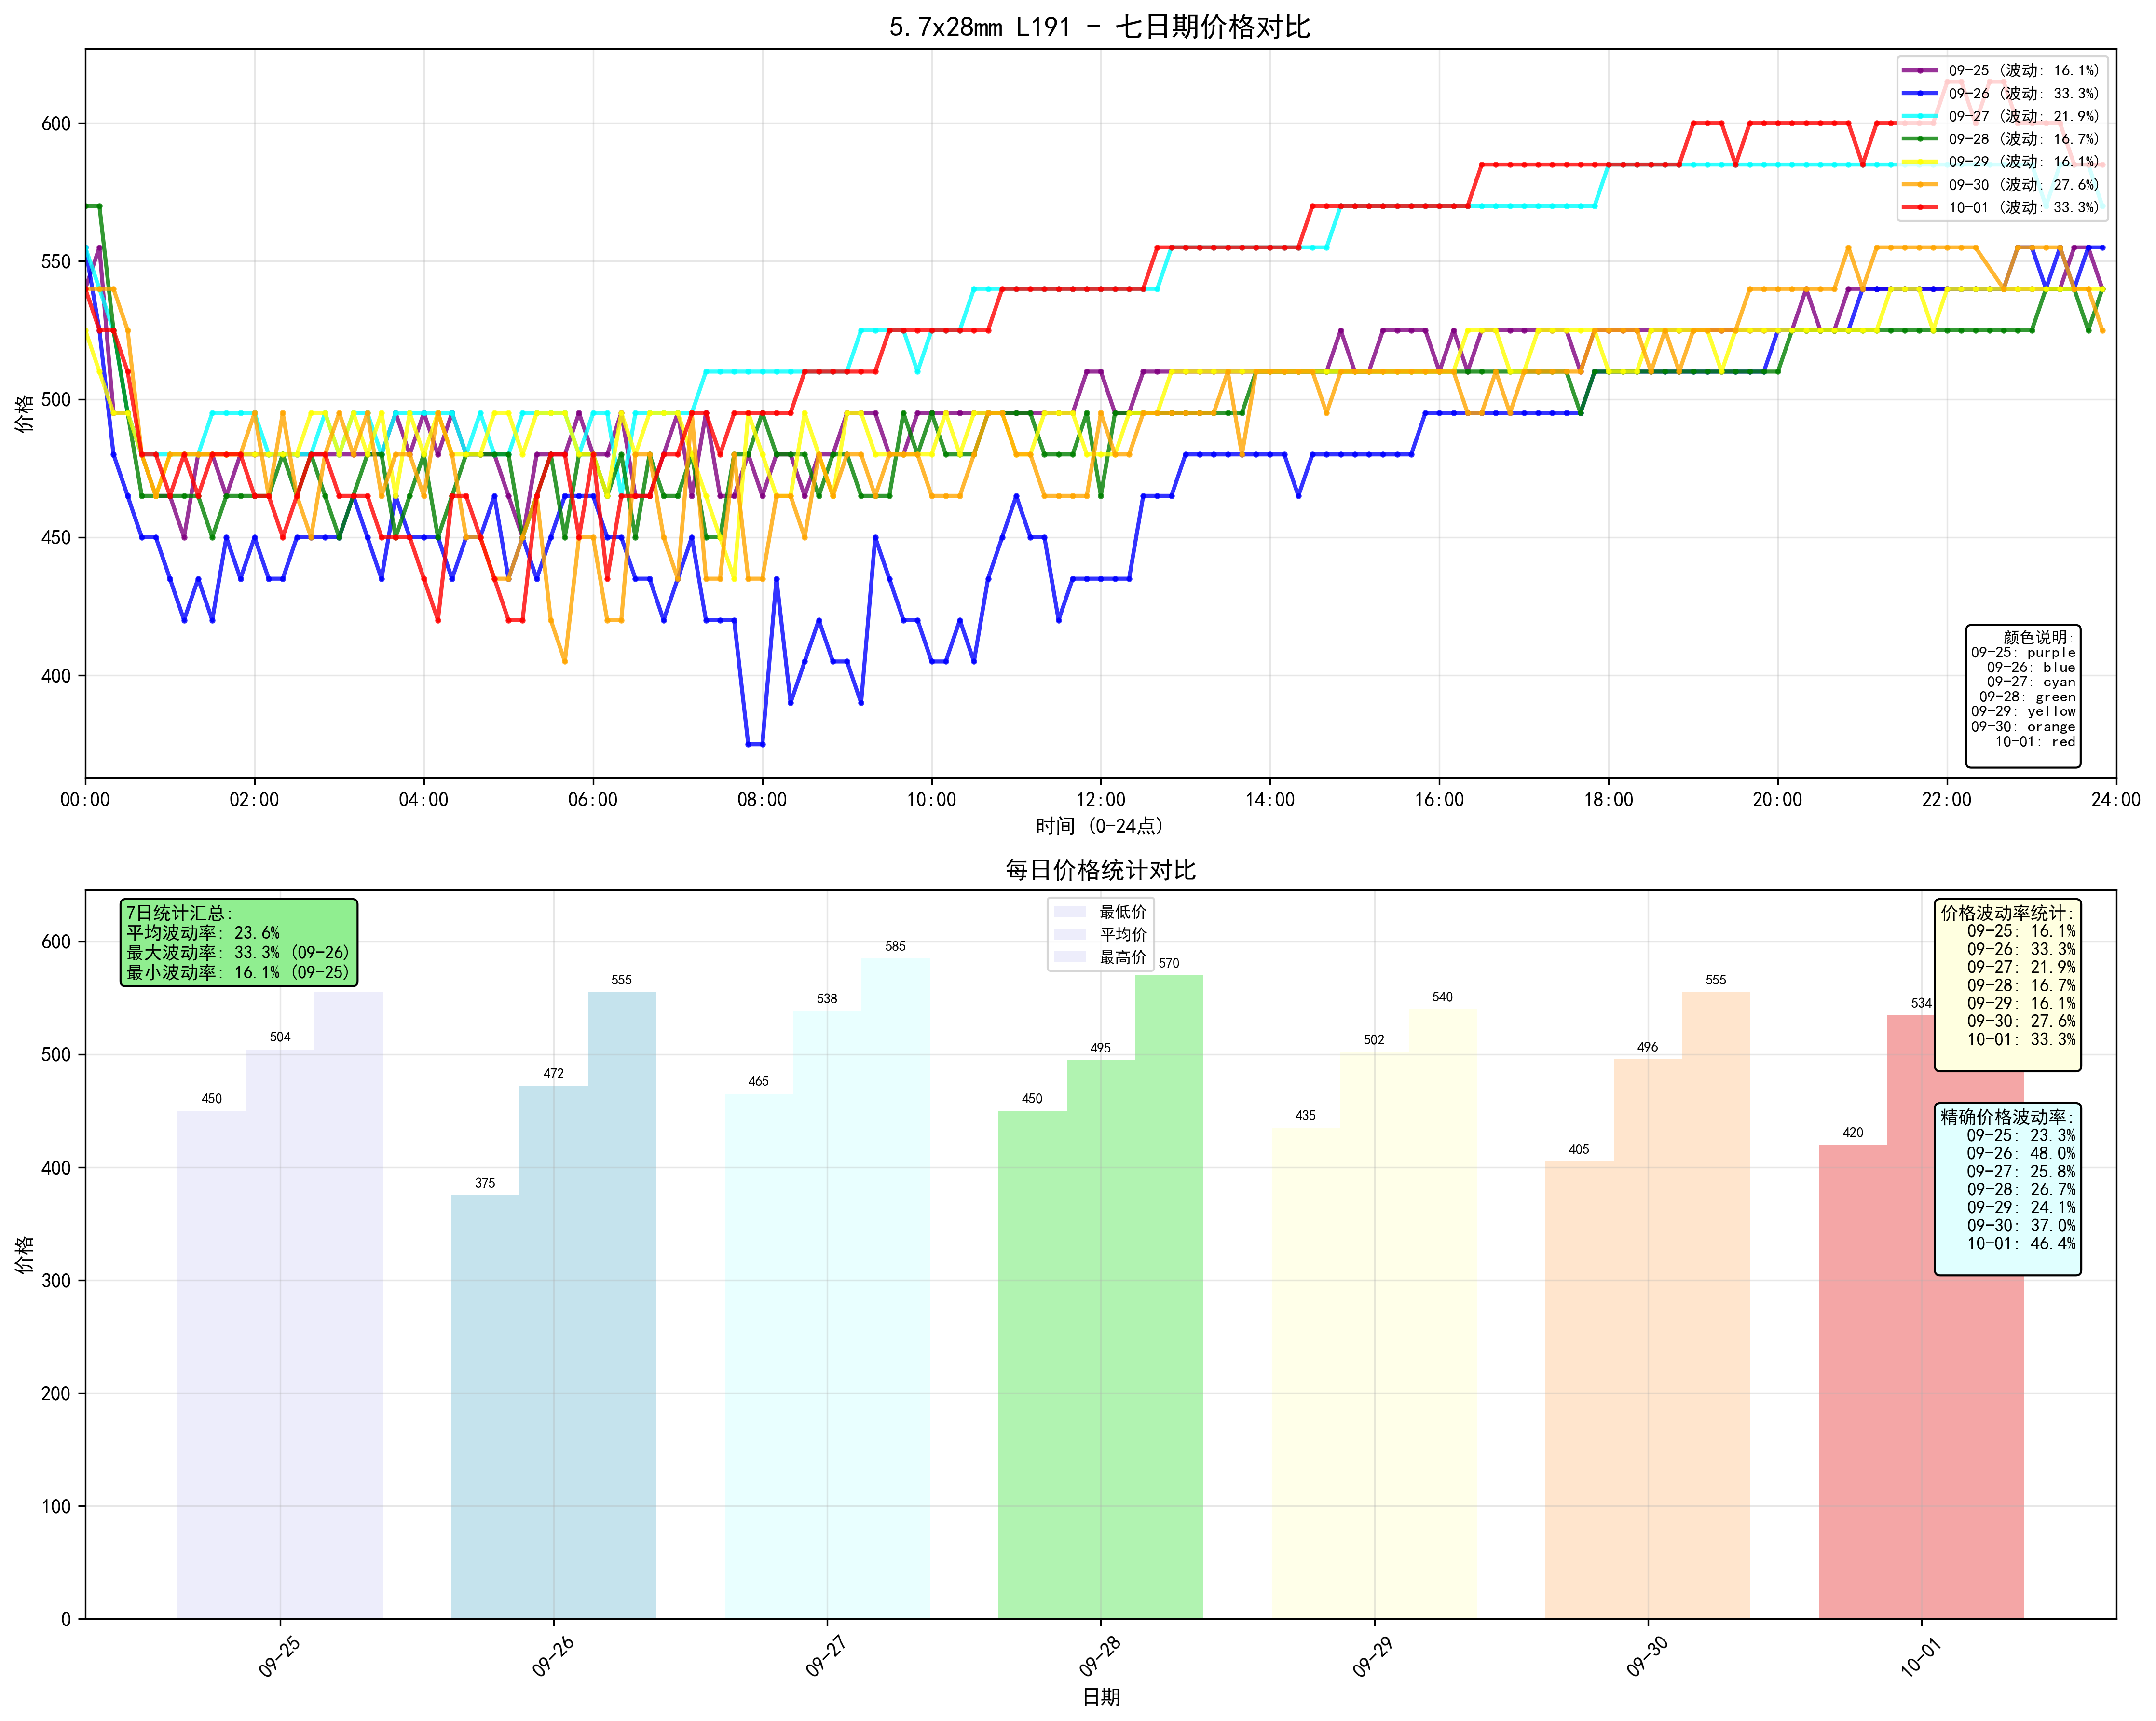 5.7x28mm L191 - 七日期价格对比
09-25 (波动: 16.1%)
09-26 (波动: 33.3%)
09-27 (波动: 21.9%)
09-28 (波动: 16.7%)
09-29 (波动: 16.1%)
09-30 (波动: 27.6%)
10-01 (波动: 33.3%)
600
550
500
450
400
价格
颜色说明:
09-25: purple
09-26: blue
09-27: cyan
09-28: green
09-29: yellow
09-30: orange
10-01: red
00:00 02:00 04:00 06:00 08:00 10:00 12:00 14:00 16:00 18:00 20:00 22:00 24:00
时间 (0-24点)
每日价格统计对比
7日统计汇总:
平均波动率: 23.6%
最大波动率: 33.3% (09-26)
最小波动率: 16.1% (09-25)
最低价
平均价
最高价
价格波动率统计:
09-25: 16.1%
09-26: 33.3%
09-27: 21.9%
09-28: 16.7%
09-29: 16.1%
09-30: 27.6%
10-01: 33.3%
精确价格波动率:
09-25: 23.3%
09-26: 48.0%
09-27: 25.8%
09-28: 26.7%
09-29: 24.1%
09-30: 37.0%
10-01: 46.4%
600
500
400
300
200
100
0
价格
450 504
375 472 555
465 538 585
450 495 570
435 502 540
405 496 555
420 534
09-25 09-26 09-27 09-28 09-29 09-30 10-01
日期